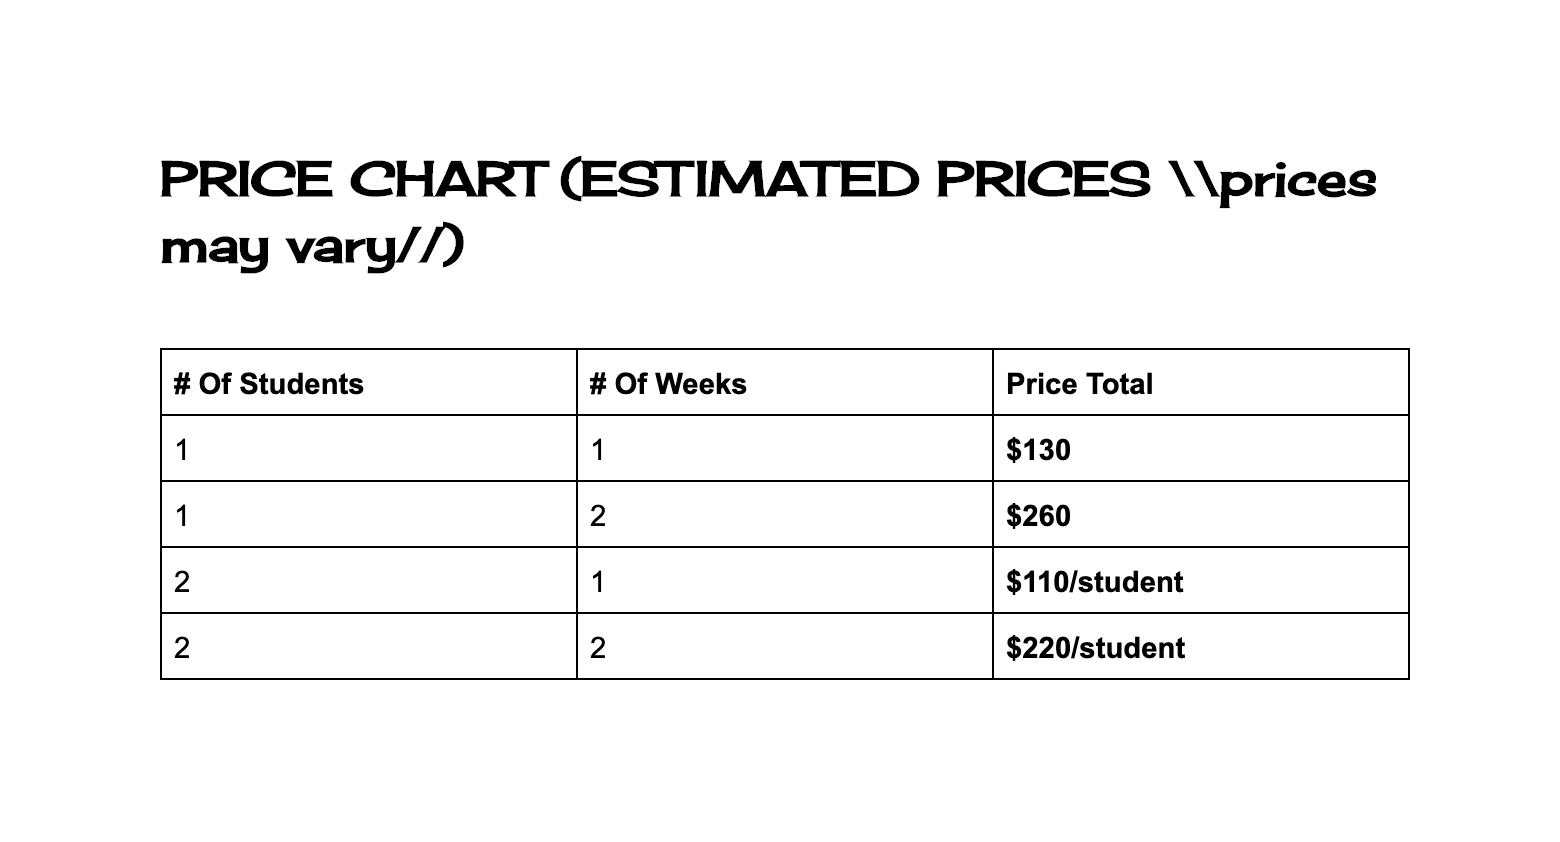 PRICE CHART (ESTIMATED PRICES \\prices
may vary//)
# Of Students # Of Weeks Price Total
1 1 $130
1 2 $260
2 1 $110/student
2 2 $220/student